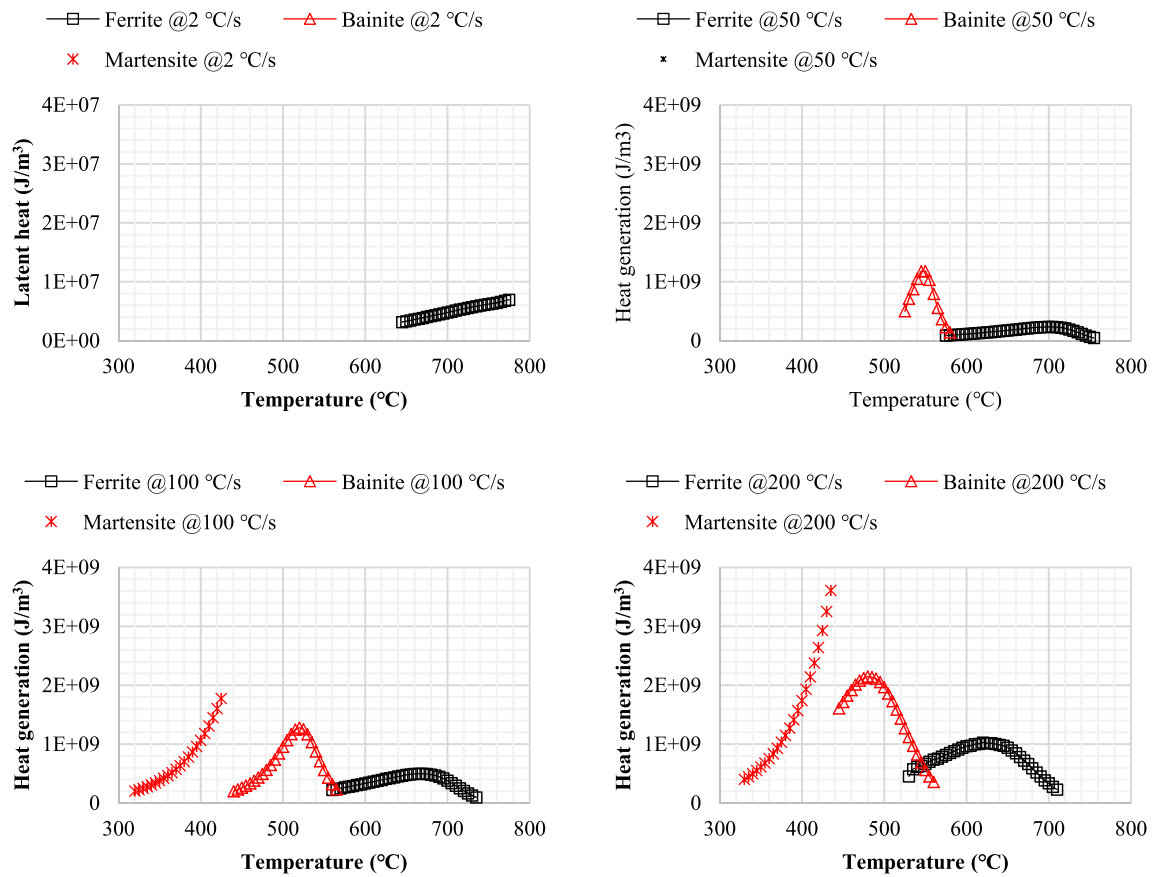 Ferrite @2 ℃/s Bainite @2 ℃/s
Martensite @2 ℃/s
4E+07
3E+07
2E+07
1E+07
0E+00
Latent heat (J/m³)
300 400 500 600 700 800
Temperature (℃)
Ferrite @50 ℃/s Bainite @50 ℃/s
Martensite @50 ℃/s
4E+09
3E+09
2E+09
1E+09
0
Heat generation (J/m3)
300 400 500 600 700 800
Temperature (℃)
Ferrite @100 ℃/s Bainite @100 ℃/s
Martensite @100 ℃/s
4E+09
3E+09
2E+09
1E+09
0
Heat generation (J/m³)
300 400 500 600 700 800
Temperature (℃)
Ferrite @200 ℃/s Bainite @200 ℃/s
Martensite @200 ℃/s
4E+09
3E+09
2E+09
1E+09
0
Heat generation (J/m³)
300 400 500 600 700 800
Temperature (℃)